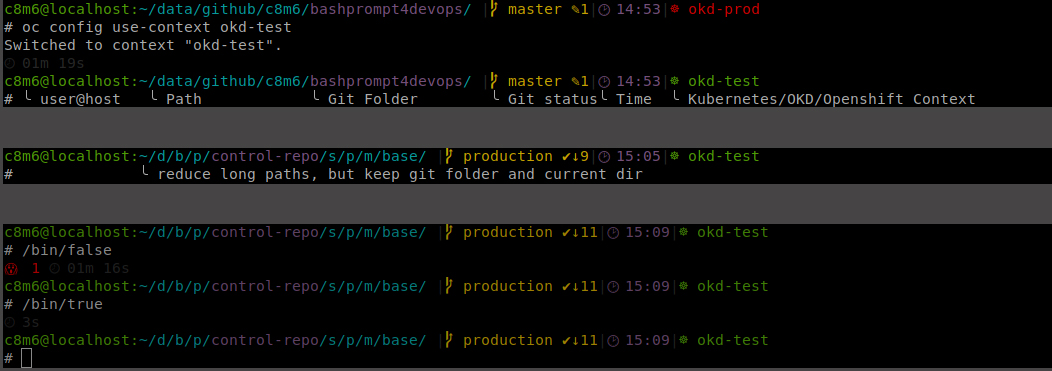 c8m6@localhost:~/data/github/c8m6/bashprompt4devops/ | master ✎1|14:53|☸ okd-prod
# oc config use-context okd-test
Switched to context "okd-test".
01m 19s
c8m6@localhost:~/data/github/c8m6/bashprompt4devops/ | master ✎1|14:53|☸ okd-test
# ╰ user@host ╰ Path ╰ Git Folder ╰ Git status╰ Time ╰ Kubernetes/OKD/Openshift Context
c8m6@localhost:~/d/b/p/control-repo/s/p/m/base/ | production ✔↓9|15:05|☸ okd-test
# ╰ reduce long paths, but keep git folder and current dir
c8m6@localhost:~/d/b/p/control-repo/s/p/m/base/ | production ✔↓11|15:09|☸ okd-test
# /bin/false
1 01m 16s
c8m6@localhost:~/d/b/p/control-repo/s/p/m/base/ | production ✔↓11|15:09|☸ okd-test
# /bin/true
3s
c8m6@localhost:~/d/b/p/control-repo/s/p/m/base/ | production ✔↓11|15:09|☸ okd-test
#